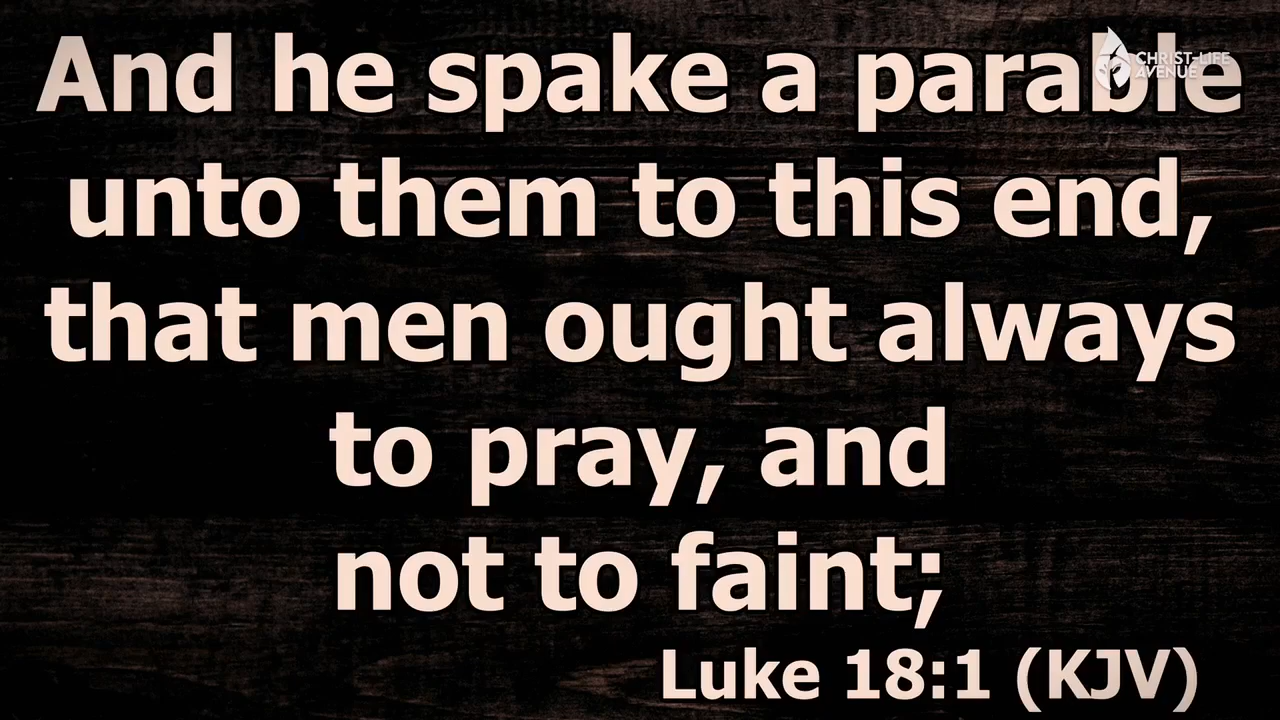 And he spake a parable
CHRIST-LIFE
AVENUE
unto them to this end,
that men ought always
to pray, and
not to faint;
Luke 18:1 (KJV)